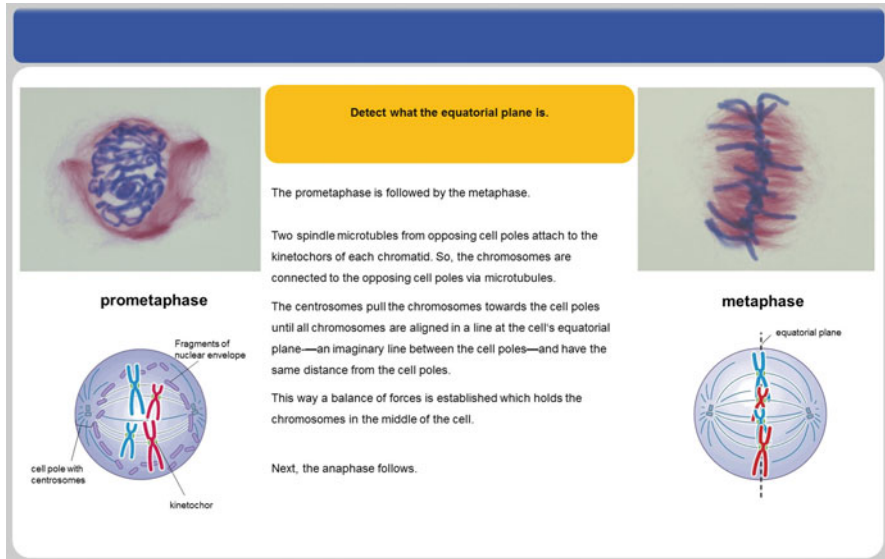 Detect what the equatorial plane is.
The prometaphase is followed by the metaphase.
Two spindle microtubles from opposing cell poles attach to the
kinetochors of each chromatid. So, the chromosomes are
connected to the opposing cell poles via microtubules.
The centrosomes pull the chromosomes towards the cell poles
until all chromosomes are aligned in a line at the cell's equatorial
plane—an imaginary line between the cell poles—and have the
same distance from the cell poles.
This way a balance of forces is established which holds the
chromosomes in the middle of the cell.
Next, the anaphase follows.
prometaphase
Fragments of
nuclear envelope
cell pole with
centrosomes
kinetochor
metaphase
equatorial plane